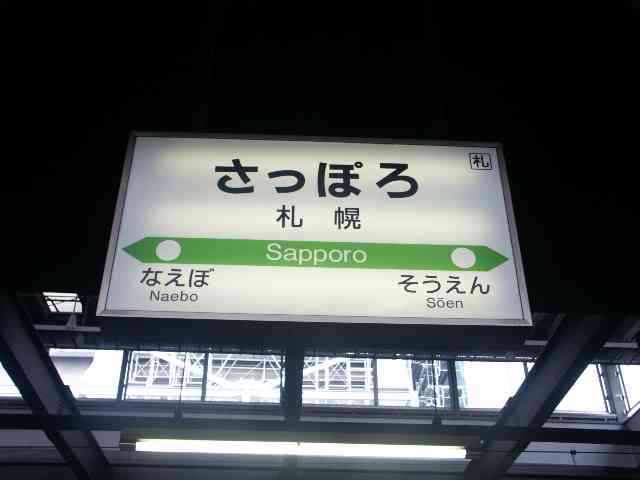 札
さっぽろ
札幌
Sapporo
なえぼ そうえん
Naebo Sōen